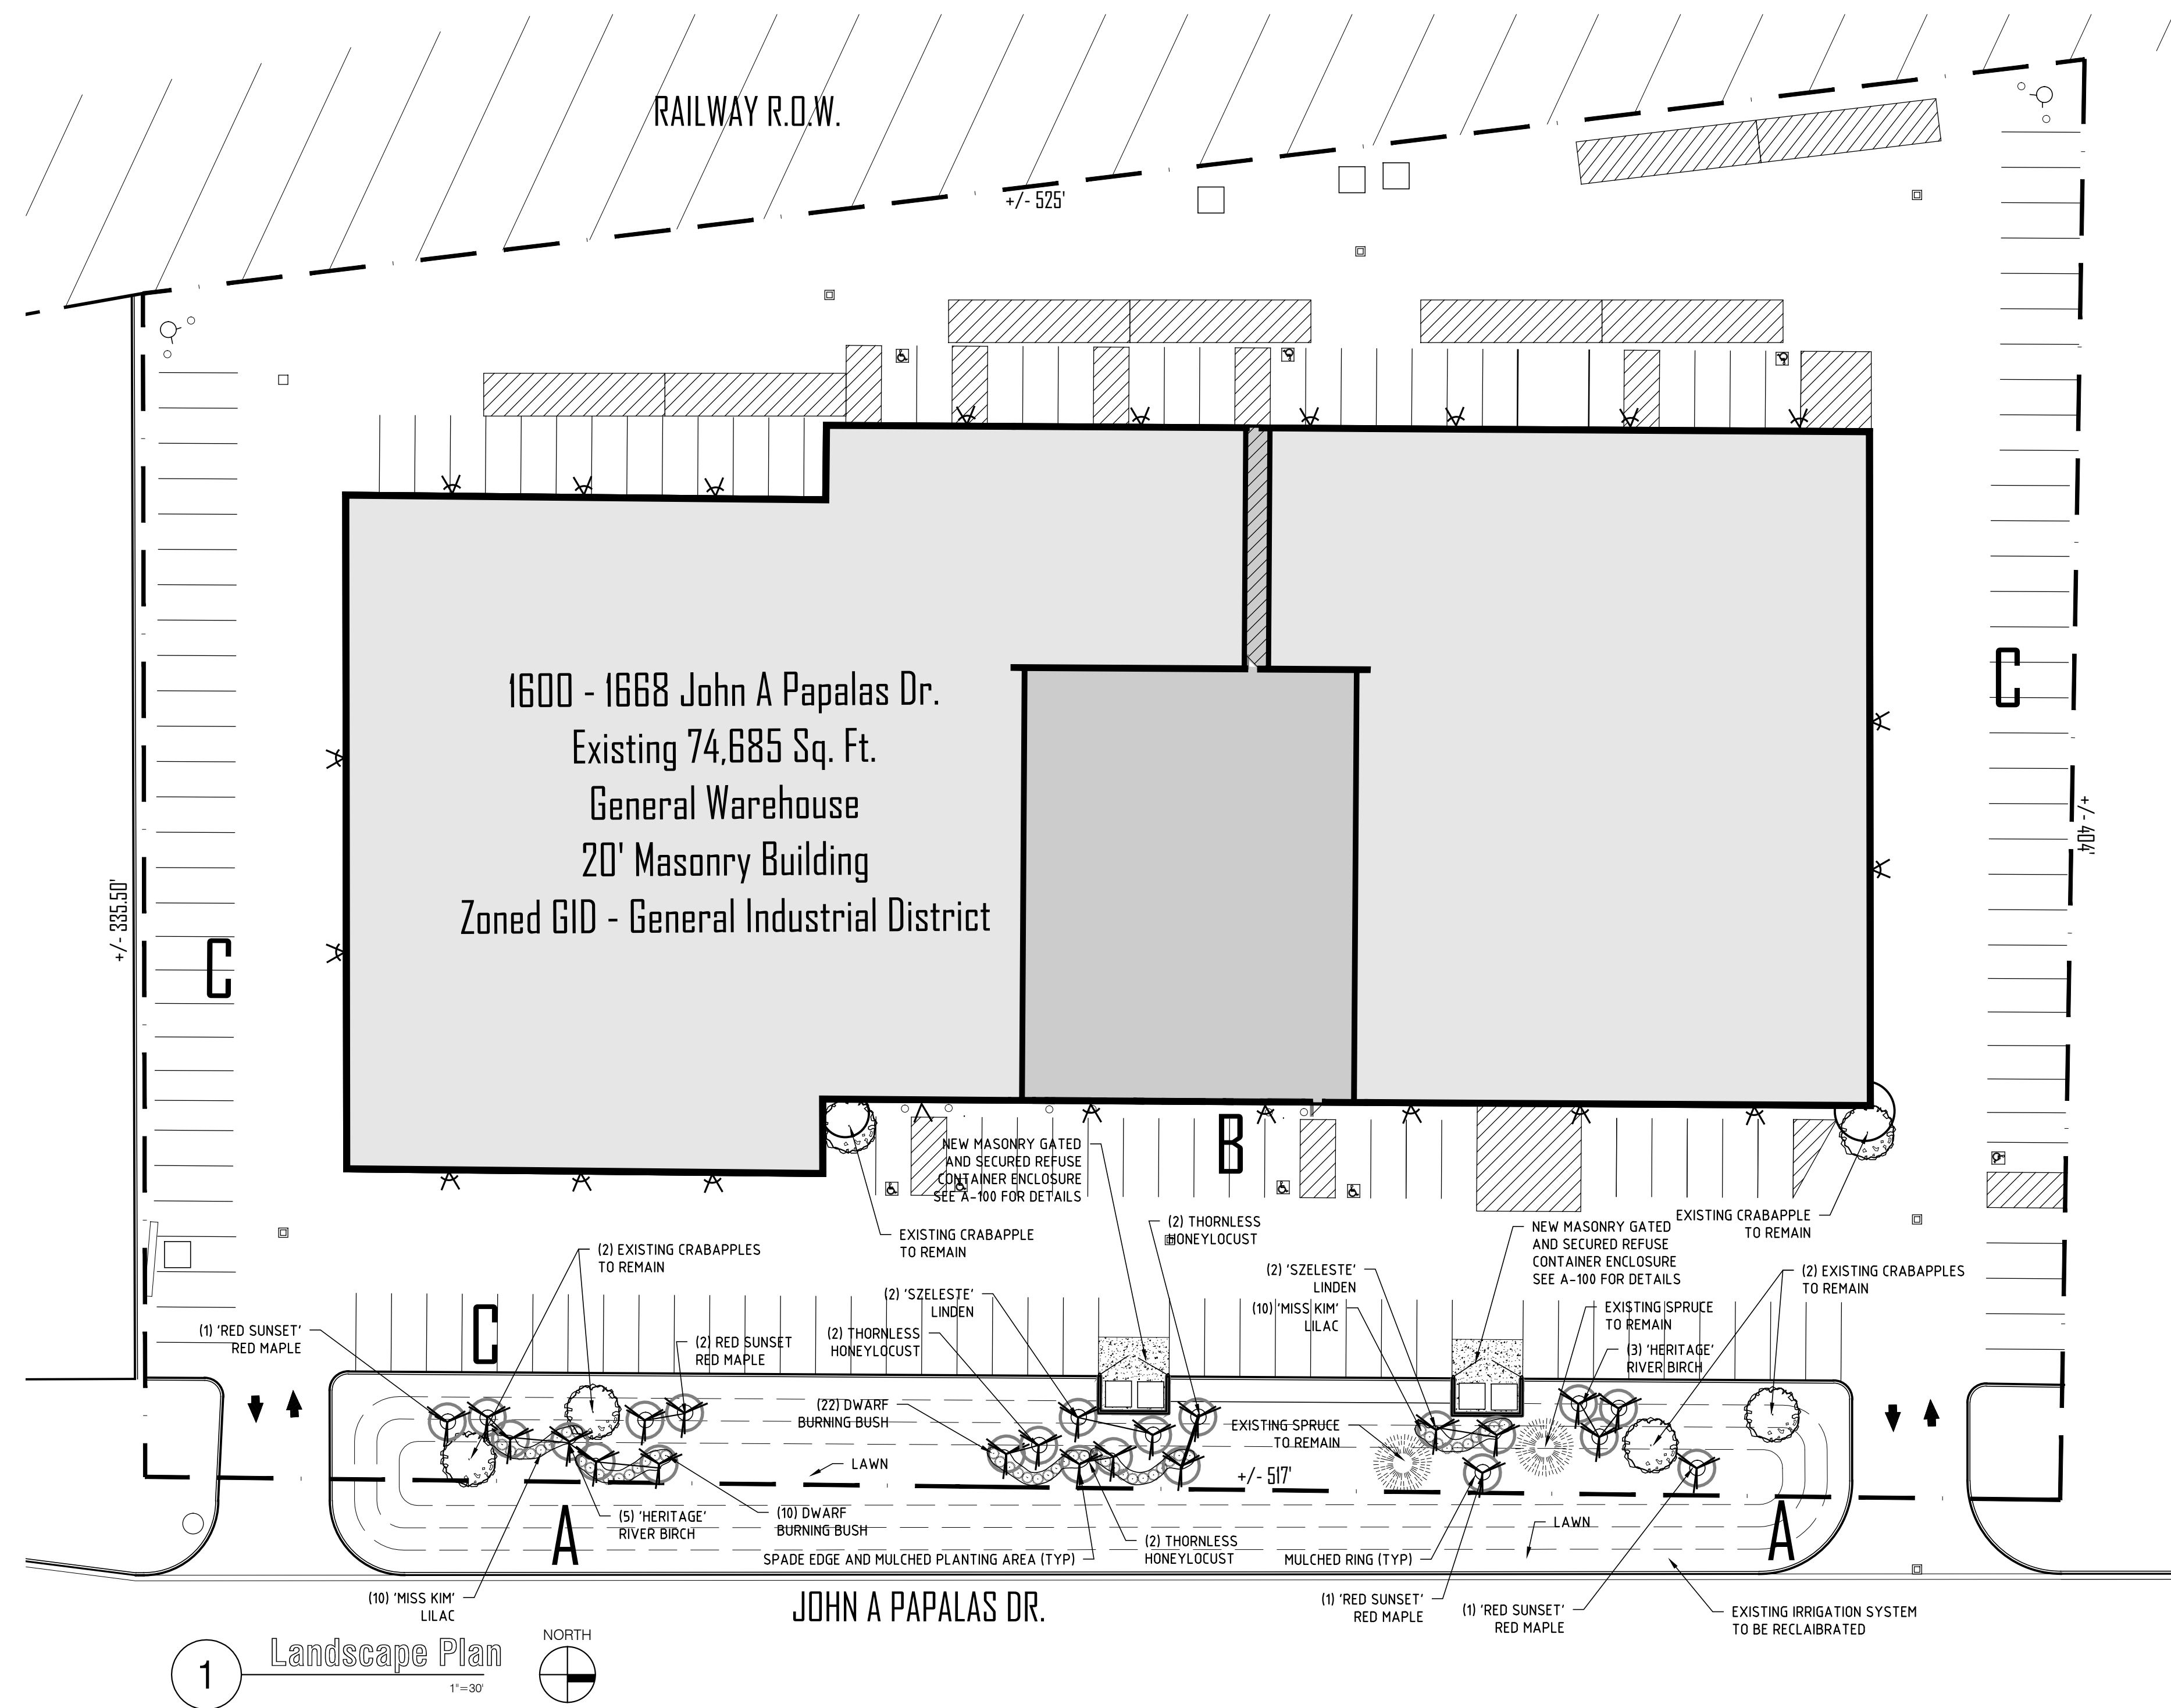 RAILWAY R.O.W.
+/- 525'
1600 - 1668 John A Papalas Dr.
Existing 74,685 Sq. Ft.
General Warehouse
20' Masonry Building
Zoned GID - General Industrial District
C
+/- 404'
+/- 335.50'
C
B
NEW MASONRY GATED
AND SECURED REFUSE
CONTAINER ENCLOSURE
SEE A-100 FOR DETAILS
EXISTING CRABAPPLE
TO REMAIN
(2) THORNLESS
HONEYLOCUST
NEW MASONRY GATED
AND SECURED REFUSE
CONTAINER ENCLOSURE
SEE A-100 FOR DETAILS
EXISTING CRABAPPLE
TO REMAIN
(2) EXISTING CRABAPPLES
TO REMAIN
(2) 'SZELESTE'
LINDEN
(2) 'SZELESTE'
LINDEN
(10) 'MISS KIM'
LILAC
(2) EXISTING CRABAPPLES
TO REMAIN
EXISTING SPRUCE
TO REMAIN
(1) 'RED SUNSET'
RED MAPLE
C
(2) RED SUNSET
RED MAPLE
(2) THORNLESS
HONEYLOCUST
(3) 'HERITAGE'
RIVER BIRCH
(22) DWARF
BURNING BUSH
EXISTING SPRUCE
TO REMAIN
LAWN
+/- 517'
A
(5) 'HERITAGE'
RIVER BIRCH
(10) DWARF
BURNING BUSH
SPADE EDGE AND MULCHED PLANTING AREA (TYP)
(2) THORNLESS
HONEYLOCUST
MULCHED RING (TYP)
LAWN
A
(10) 'MISS KIM'
LILAC
JOHN A PAPALAS DR.
(1) 'RED SUNSET'
RED MAPLE
(1) 'RED SUNSET'
RED MAPLE
EXISTING IRRIGATION SYSTEM
TO BE RECLAIBRATED
1
Landscape Plan
1"=30'
NORTH